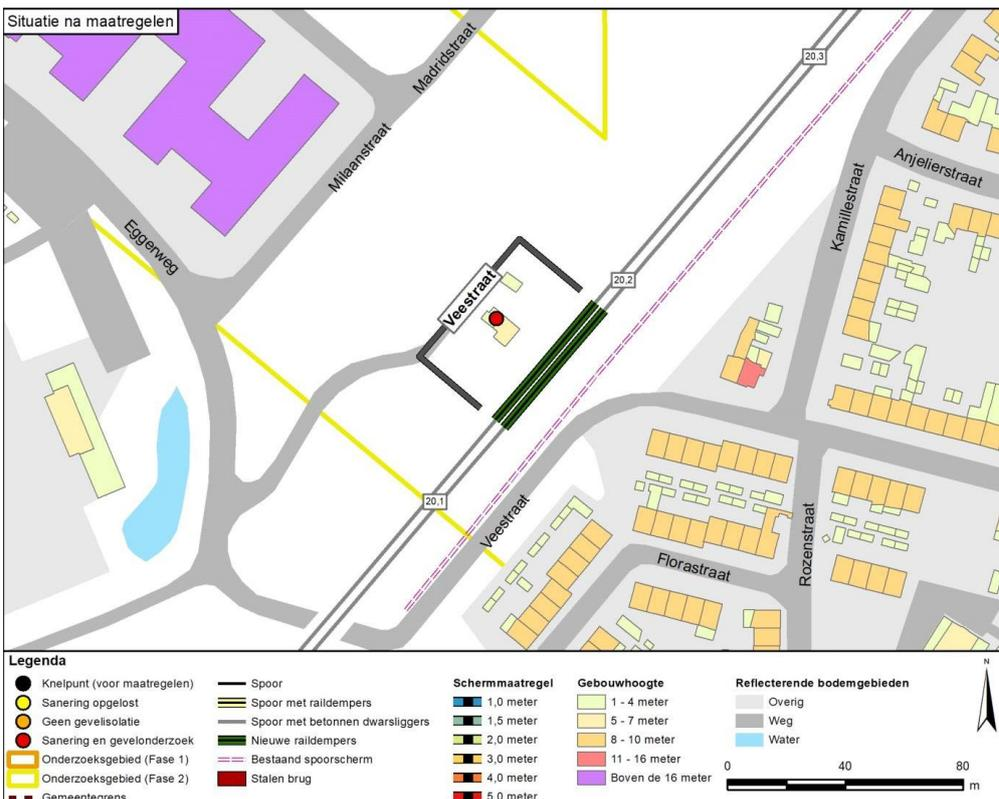 Situatie na maatregelen
Madridstraat
Milaanstraat
Eggerweg
Veestraat
20,3
20,2
20,1
Anjelierstraat
Kamillestraat
Veestraat
Rozenstraat
Florastraat
Legenda
Knelpunt (voor maatregelen)
Sanering opgelost
Geen gevelisolatie
Sanering en gevelonderzoek
Onderzoeksgebied (Fase 1)
Onderzoeksgebied (Fase 2)
Gemeentegrens
Spoor
Spoor met raildempers
Spoor met betonnen dwarsliggers
Nieuwe raildempers
Bestaand spoorscherm
Stalen brug
Schermmaatregel
1,0 meter
1,5 meter
2,0 meter
3,0 meter
4,0 meter
5,0 meter
Gebouwhoogte
1 - 4 meter
5 - 7 meter
8 - 10 meter
11 - 16 meter
Boven de 16 meter
Reflecterende bodemgebieden
Overig
Weg
Water
N
0 40 80
m